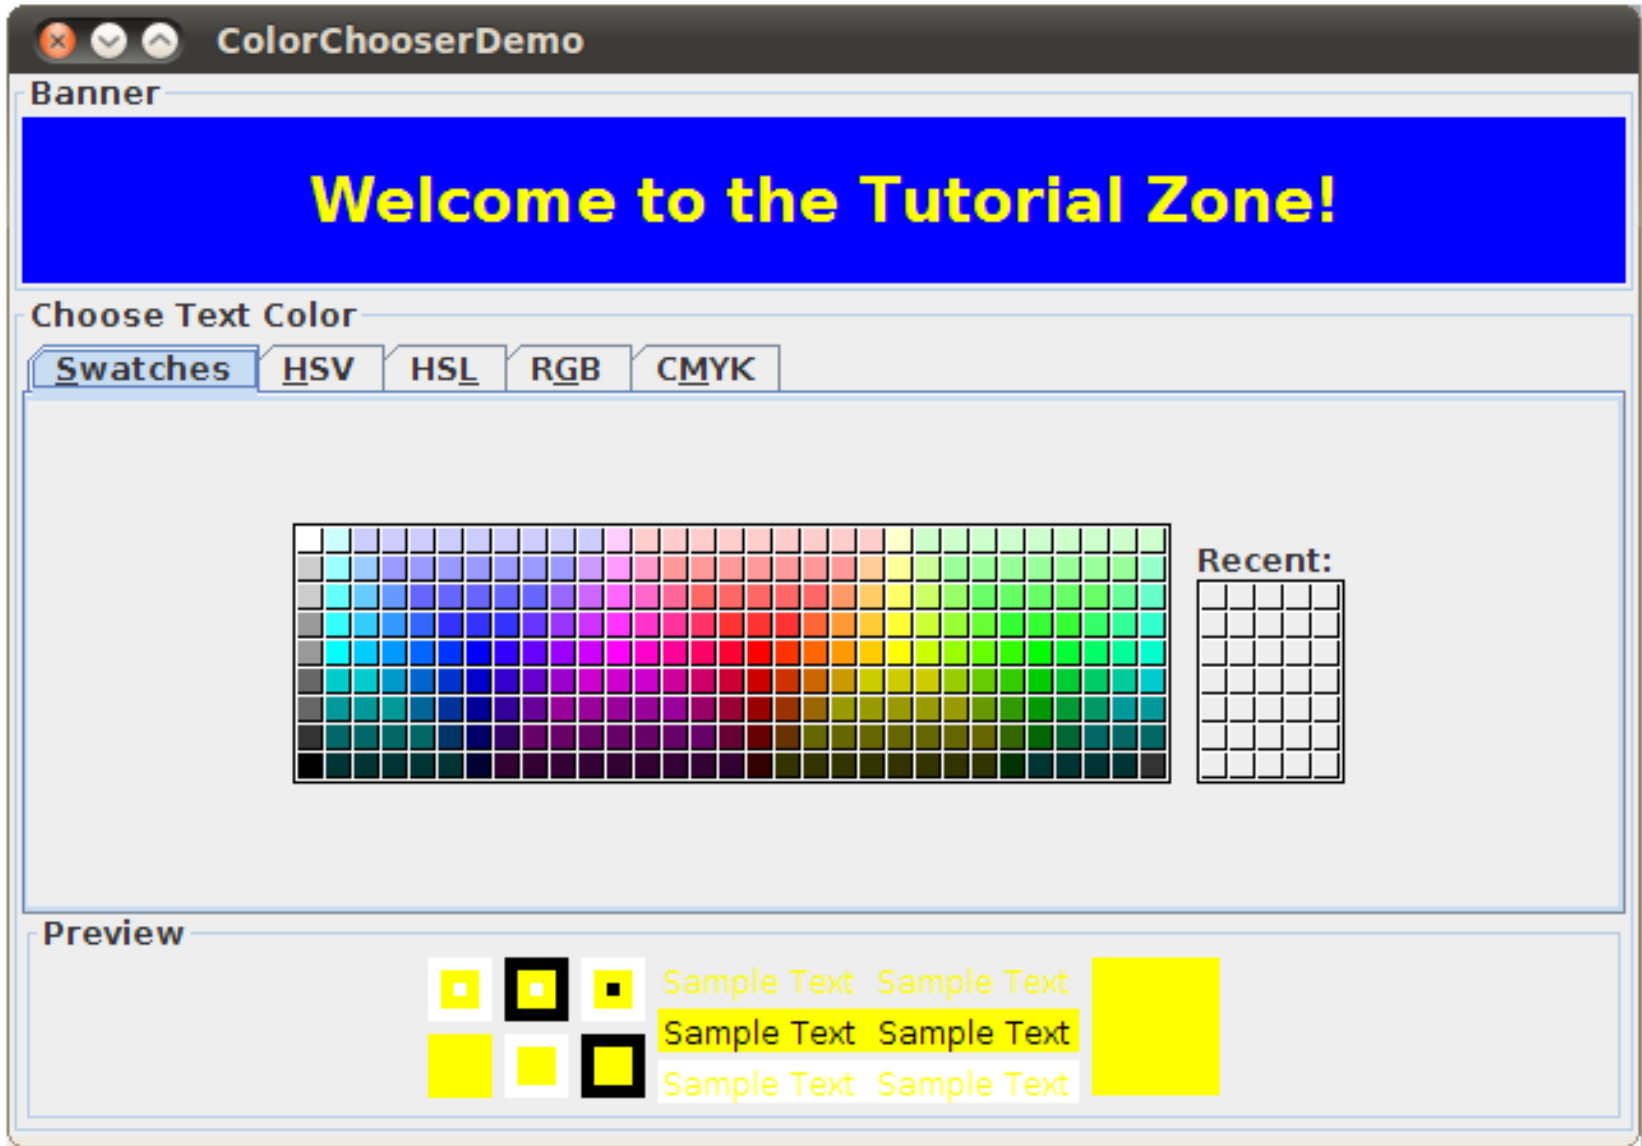 ColorChooserDemo
Banner
Welcome to the Tutorial Zone!
Choose Text Color
Swatches HSV HSL RGB CMYK
Recent:
Preview
Sample Text Sample Text
Sample Text Sample Text
Sample Text Sample Text